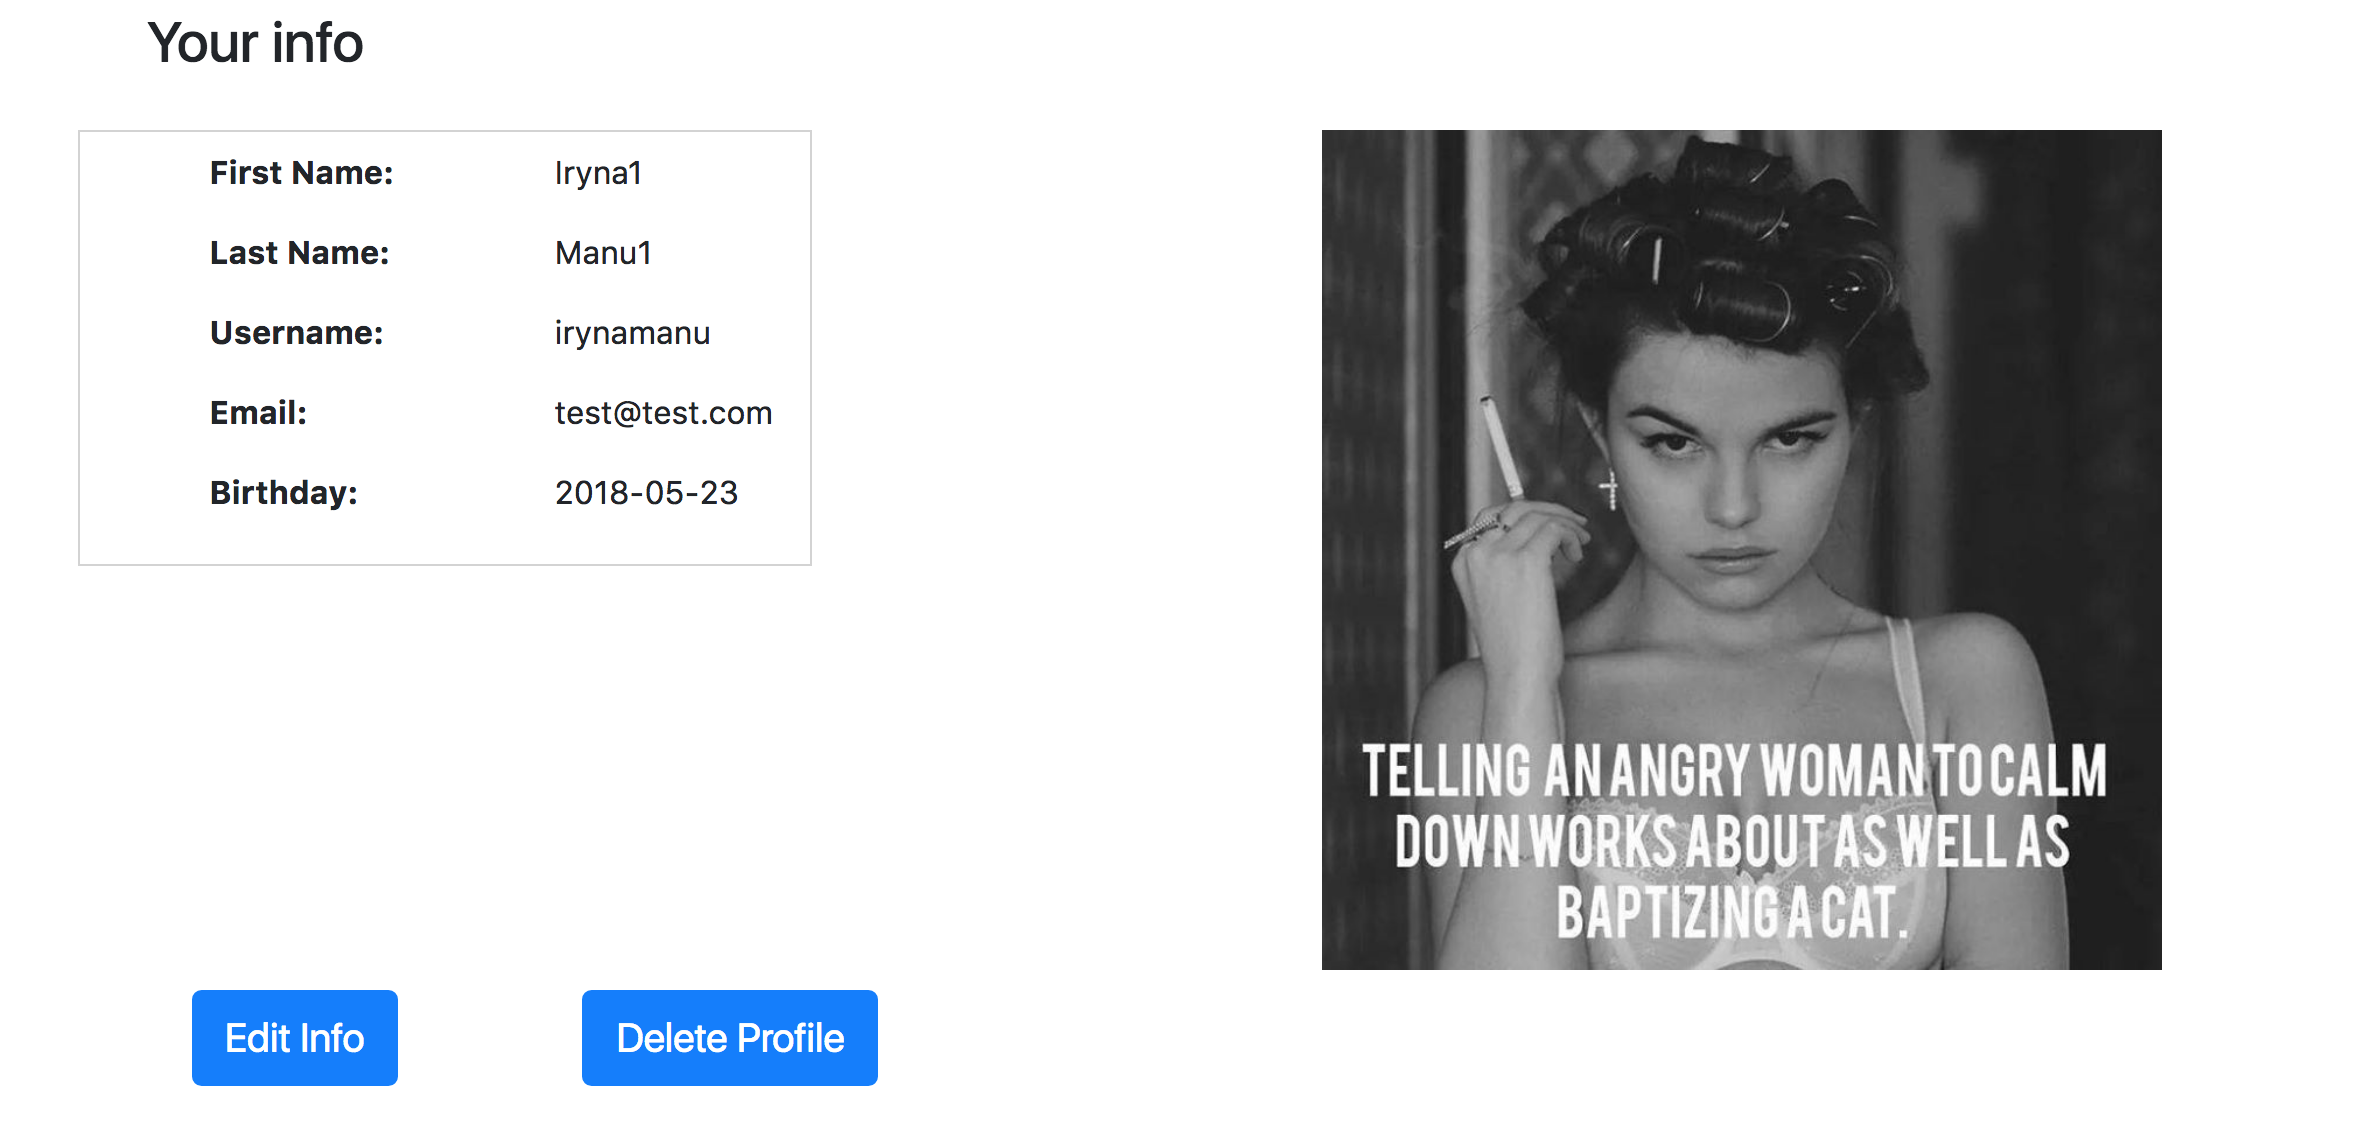 Your info
First Name: Iryna1
Last Name: Manu1
Username: irynamanu
Email: test@test.com
Birthday: 2018-05-23
TELLING AN ANGRY WOMAN TO CALM
DOWN WORKS ABOUT AS WELL AS
BAPTIZING A CAT.
Edit Info
Delete Profile